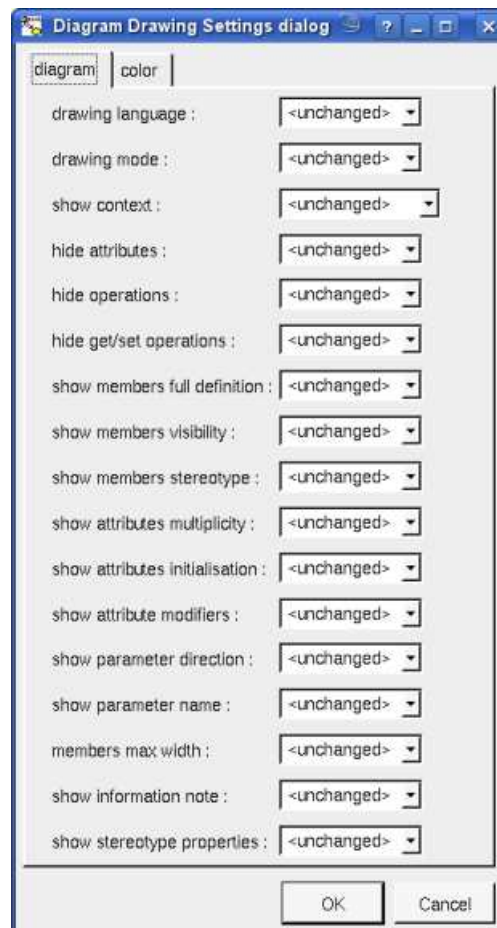 Diagram Drawing Settings dialog
diagram color
drawing language : <unchanged>
drawing mode : <unchanged>
show context : <unchanged>
hide attributes : <unchanged>
hide operations : <unchanged>
hide get/set operations : <unchanged>
show members full definition : <unchanged>
show members visibility : <unchanged>
show members stereotype : <unchanged>
show attributes multiplicity : <unchanged>
show attributes initialisation : <unchanged>
show attribute modifiers : <unchanged>
show parameter direction : <unchanged>
show parameter name : <unchanged>
members max width : <unchanged>
show information note : <unchanged>
show stereotype properties : <unchanged>
OK Cancel